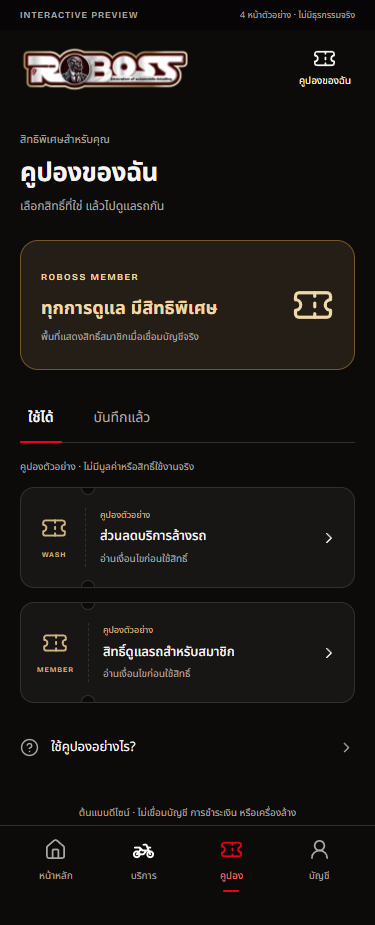 INTERACTIVE PREVIEW
4 หน้าตัวอย่าง · ไม่มีธุรกรรมจริง
ROBOSS
คูปองของฉัน
สิทธิพิเศษสำหรับคุณ
คูปองของฉัน
เลือกสิทธิ์ที่ใช่ แล้วไปดูแลรถกัน
ROBOSS MEMBER
ทุกการดูแล มีสิทธิพิเศษ
พื้นที่แสดงสิทธิ์สมาชิกเมื่อเชื่อมบัญชีจริง
ใช้ได้
บันทึกแล้ว
คูปองตัวอย่าง · ไม่มีมูลค่าหรือสิทธิ์ใช้งานจริง
คูปองตัวอย่าง
ส่วนลดบริการล้างรถ
WASH
อ่านเงื่อนไขก่อนใช้สิทธิ์
คูปองตัวอย่าง
สิทธิ์ดูแลรถสำหรับสมาชิก
MEMBER
อ่านเงื่อนไขก่อนใช้สิทธิ์
ใช้คูปองอย่างไร?
ต้นแบบดีไซน์ · ไม่เชื่อมบัญชี การชำระเงิน หรือเครื่องล้าง
หน้าหลัก
บริการ
คูปอง
บัญชี